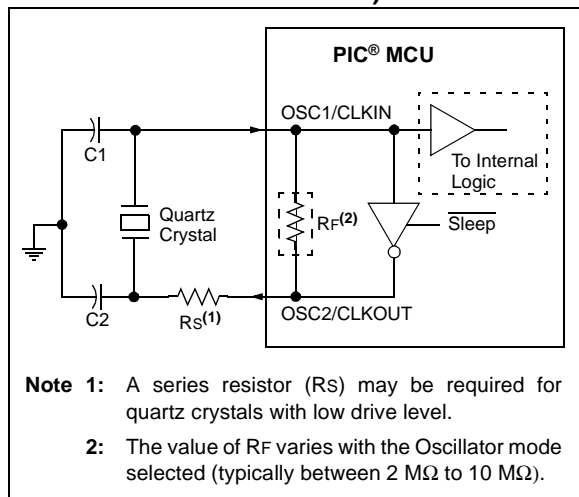 PIC® MCU
OSC1/CLKIN
C1
To Internal
Logic
Quartz
Crystal
RF(2)
Sleep
C2
RS(1)
OSC2/CLKOUT
Note 1: A series resistor (RS) may be required for
quartz crystals with low drive level.
2: The value of RF varies with the Oscillator mode
selected (typically between 2 MΩ to 10 MΩ).